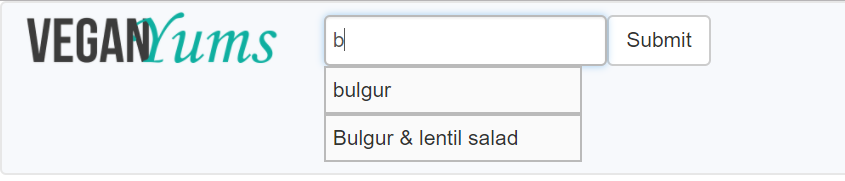 VEGAN Yums
b
Submit
bulgur
Bulgur & lentil salad